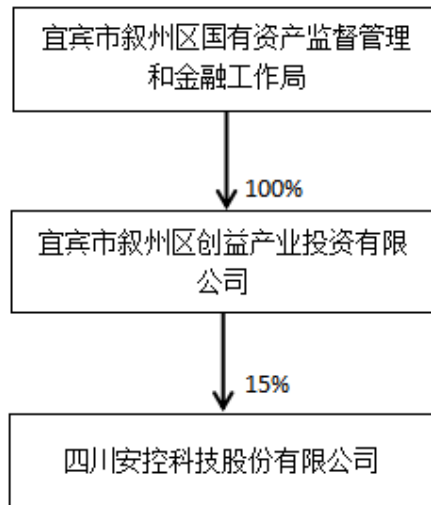 宜宾市叙州区国有资产监督管理
和金融工作局
100%
宜宾市叙州区创益产业投资有限
公司
15%
四川安控科技股份有限公司